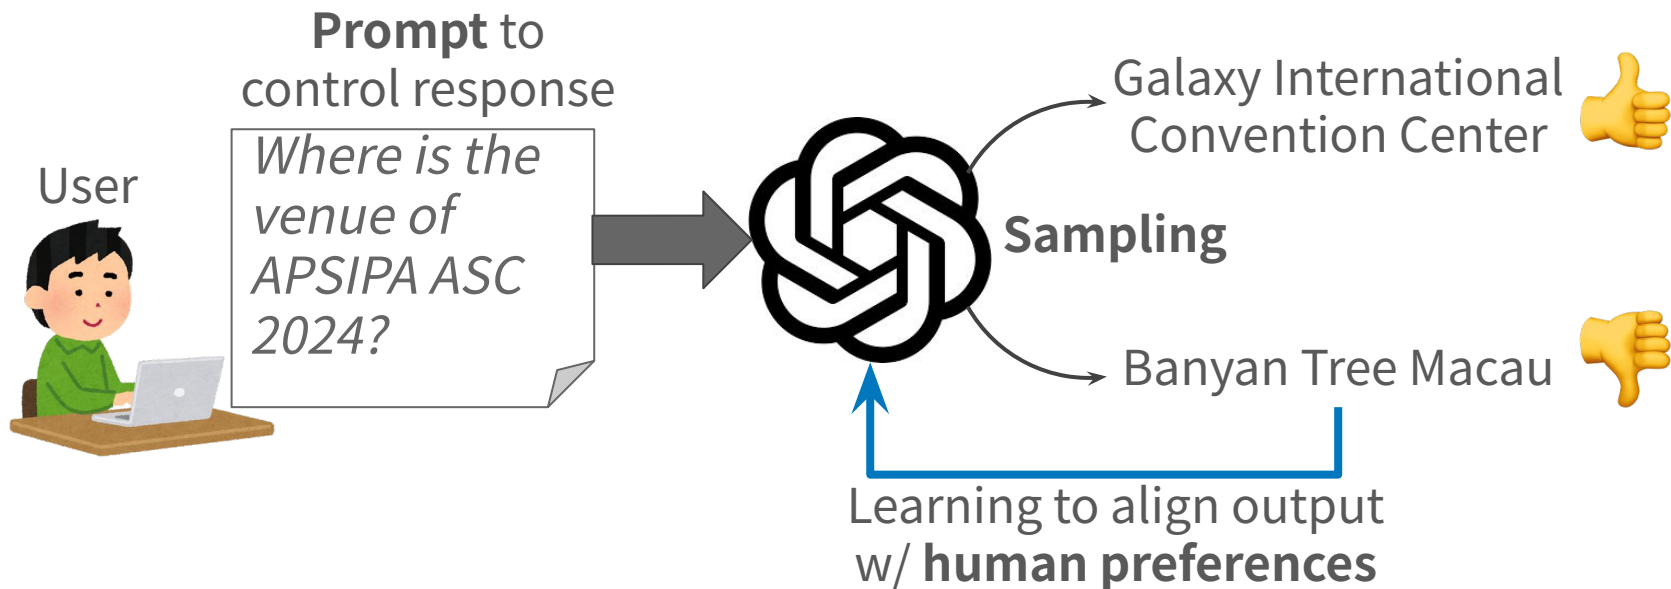 Prompt to
control response
User
Where is the
venue of
APSIPA ASC
2024?
Sampling
Galaxy International
Convention Center
Banyan Tree Macau
Learning to align output
w/ human preferences